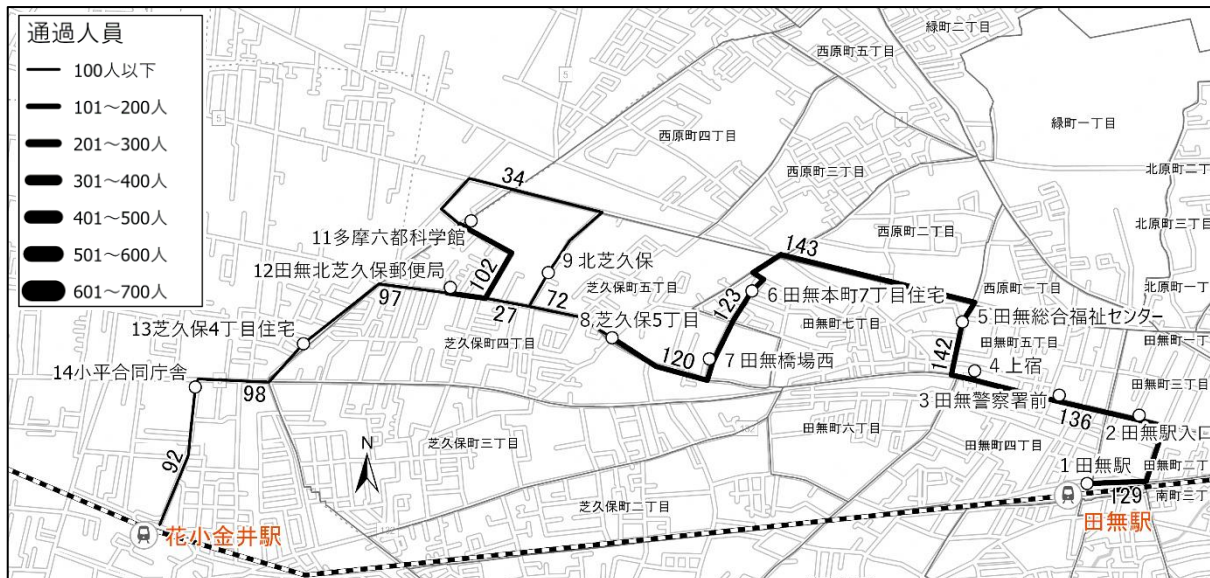 通過人員
100人以下
101～200人
201～300人
301～400人
401～500人
501～600人
601～700人
緑町二丁目
西原町五丁目
5
5
西原町四丁目
緑町一丁目
西原町三丁目
北原町二丁
34
北原町三丁目
11多摩六都科学館
西原町二丁目
143
12田無北芝久保郵便局
102
9 北芝久保
芝久保町五丁目
西原町一丁目
北原町一丁
97
27
72
123
6 田無本町7丁目住宅
13芝久保4丁目住宅
8 芝久保5丁目
田無町七丁目
5 田無総合福祉センター
芝久保町四丁目
田無町五丁目
田無町一丁
14小平合同庁舎
120
7 田無橋場西
142
4 上宿
98
3 田無警察署前
田無町三丁目
136
芝久保町三丁目
田無町六丁目
2 田無駅入口
N
田無町四丁目
92
1 田無駅
田無町二丁
129
南町三丁
芝久保町二丁目
花小金井駅
田無駅